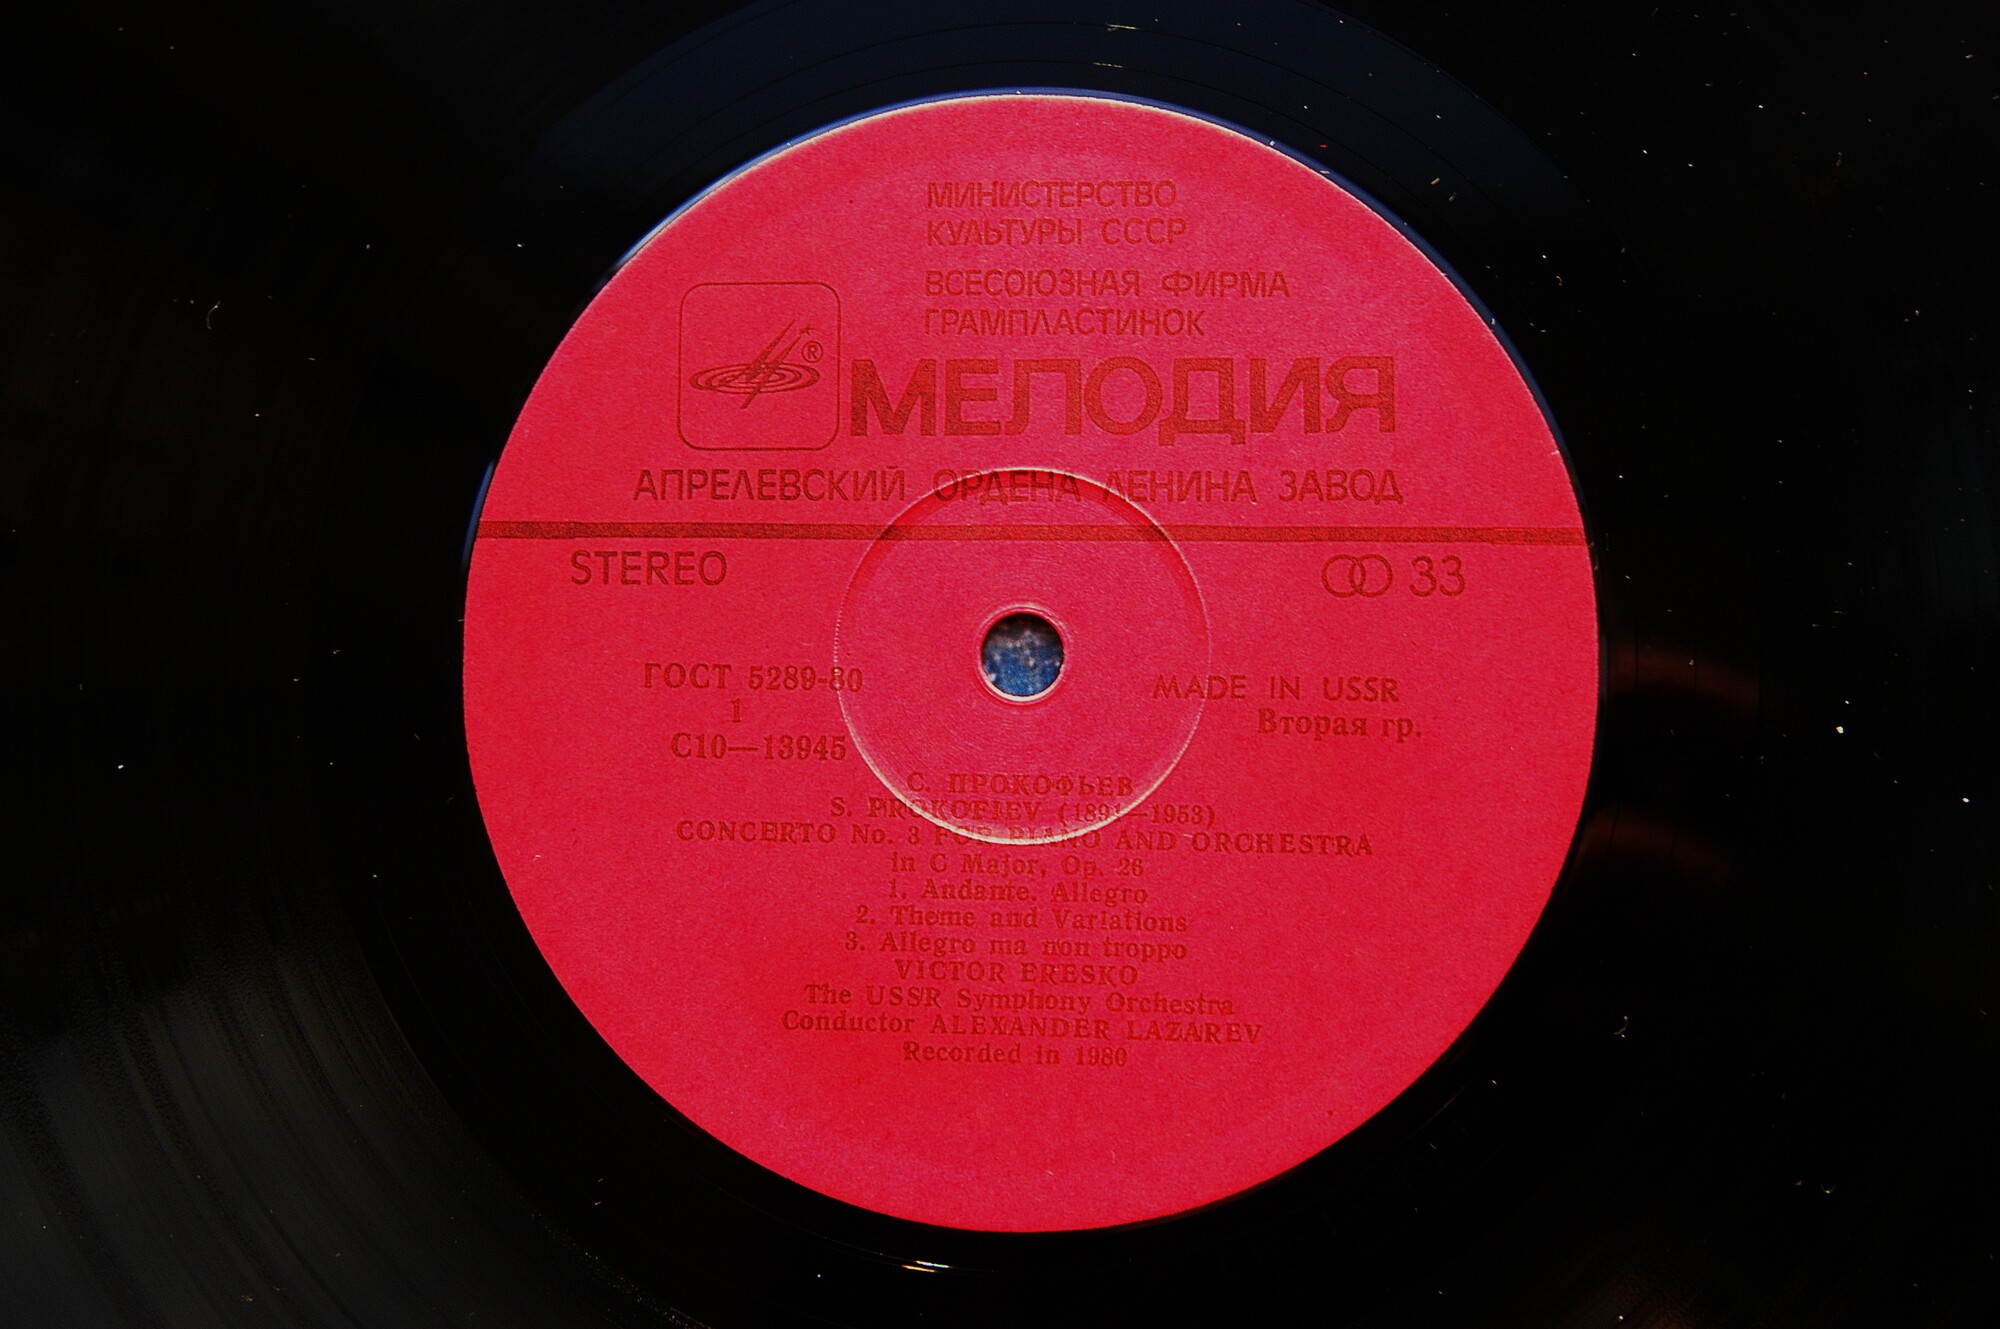 МИНИСТЕРСТВО
КУЛЬТУРЫ СССР
ВСЕСОЮЗНАЯ ФИРМА
ГРАМПЛАСТИНОК
®
МЕЛОДИЯ
АПРЕЛЕВСКИЙ ОРДЕНА ЛЕНИНА ЗАВОД
STEREO
33
ГОСТ 5289-80
MADE IN USSR
1
Вторая гр.
С10—13945
С. ПРОКОФЬЕВ
S. PROKOFIEV (1891—1953)
CONCERTO No. 3 FOR PIANO AND ORCHESTRA
in C Major, Op. 26
1. Andante. Allegro
2. Theme and Variations
3. Allegro ma non troppo
VICTOR ERESKO
The USSR Symphony Orchestra
Conductor ALEXANDER LAZAREV
Recorded in 1980